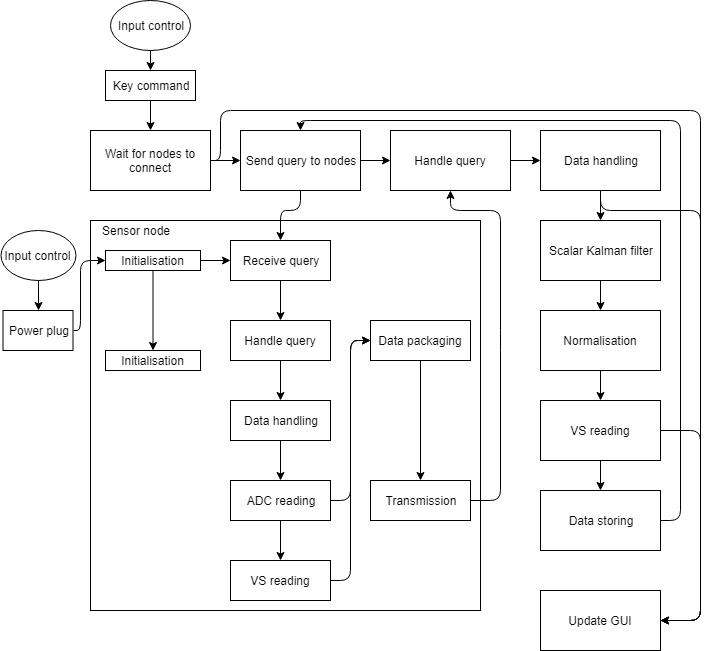 Input control
Key command
Wait for nodes to
connect
Send query to nodes
Handle query
Data handling
Sensor node
Input control
Initialisation
Receive query
Scalar Kalman filter
Power plug
Handle query
Data packaging
Normalisation
Initialisation
Data handling
VS reading
ADC reading
Transmission
Data storing
VS reading
Update GUI